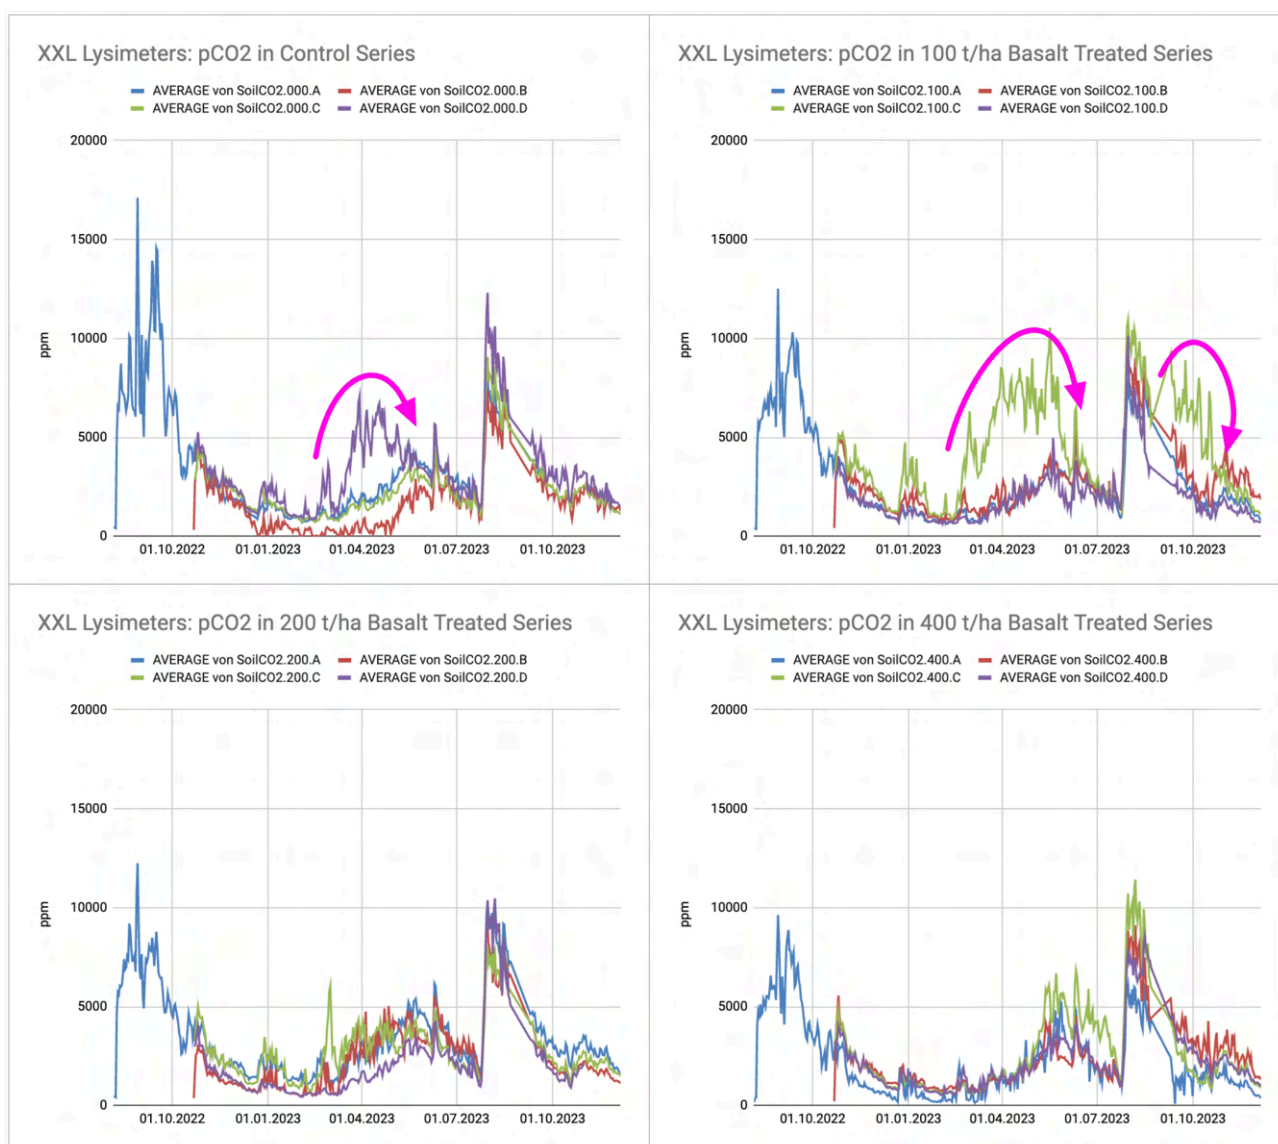 XXL Lysimeters: pCO2 in Control Series
AVERAGE von SoilCO2.000.A AVERAGE von SoilCO2.000.B
AVERAGE von SoilCO2.000.C AVERAGE von SoilCO2.000.D
20000
15000
10000
5000
0
ppm
01.10.2022 01.01.2023 01.04.2023 01.07.2023 01.10.2023
XXL Lysimeters: pCO2 in 100 t/ha Basalt Treated Series
AVERAGE von SoilCO2.100.A AVERAGE von SoilCO2.100.B
AVERAGE von SoilCO2.100.C AVERAGE von SoilCO2.100.D
20000
15000
10000
5000
0
ppm
01.10.2022 01.01.2023 01.04.2023 01.07.2023 01.10.2023
XXL Lysimeters: pCO2 in 200 t/ha Basalt Treated Series
AVERAGE von SoilCO2.200.A AVERAGE von SoilCO2.200.B
AVERAGE von SoilCO2.200.C AVERAGE von SoilCO2.200.D
20000
15000
10000
5000
0
ppm
01.10.2022 01.01.2023 01.04.2023 01.07.2023 01.10.2023
XXL Lysimeters: pCO2 in 400 t/ha Basalt Treated Series
AVERAGE von SoilCO2.400.A AVERAGE von SoilCO2.400.B
AVERAGE von SoilCO2.400.C AVERAGE von SoilCO2.400.D
20000
15000
10000
5000
0
ppm
01.10.2022 01.01.2023 01.04.2023 01.07.2023 01.10.2023